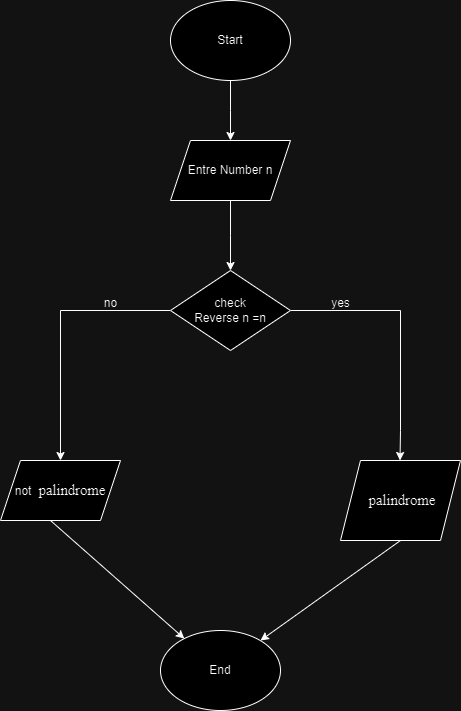 Start
Entre Number n
check
Reverse n =n
no
yes
not palindrome
palindrome
End